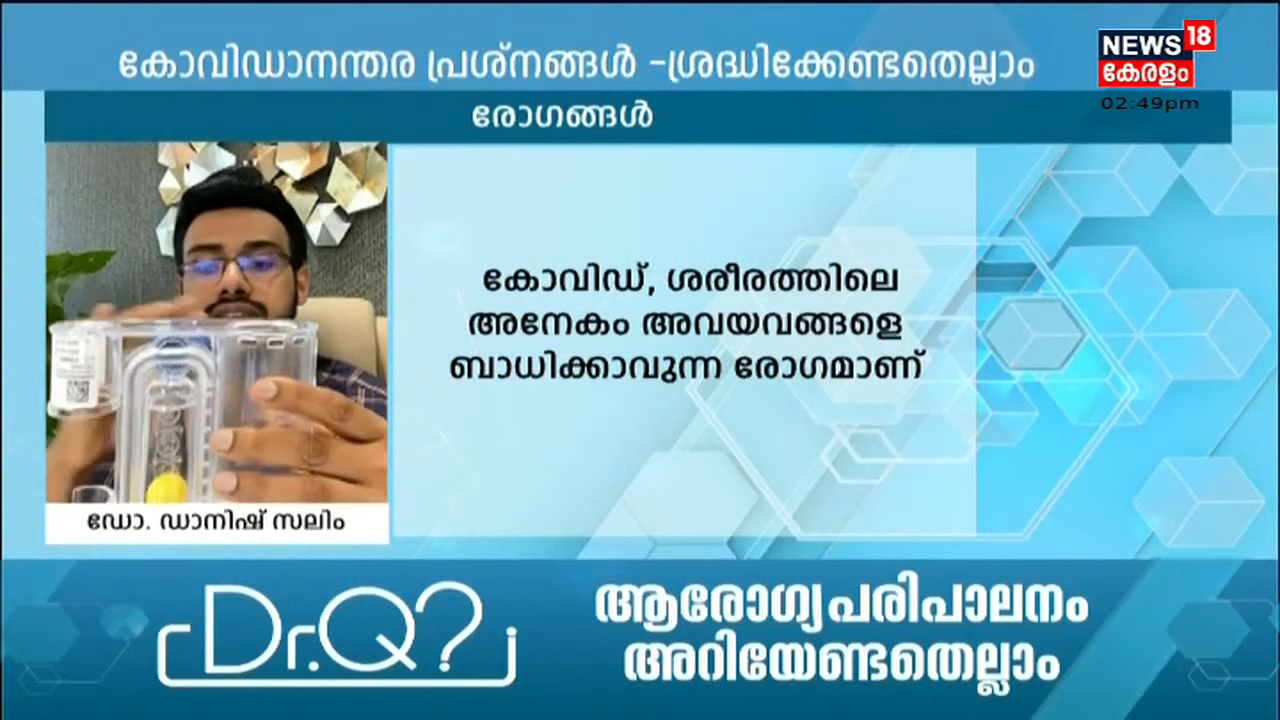 കോവിഡാനന്തര പ്രശ്നങ്ങൾ -ശ്രദ്ധിക്കേണ്ടതെല്ലാം
NEWS 18
കേരളം
02:49pm
രോഗങ്ങൾ
കോവിഡ്, ശരീരത്തിലെ
അനേകം അവയവങ്ങളെ
ബാധിക്കാവുന്ന രോഗമാണ്
ഡോ. ഡാനിഷ് സലിം
Dr.Q?
ആരോഗ്യപരിപാലനം
അറിയേണ്ടതെല്ലാം